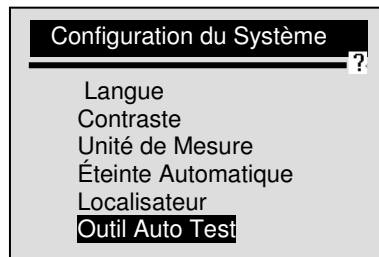 Configuration du Système
?
Langue
Contraste
Unité de Mesure
Éteinte Automatique
Localisateur
Outil Auto Test